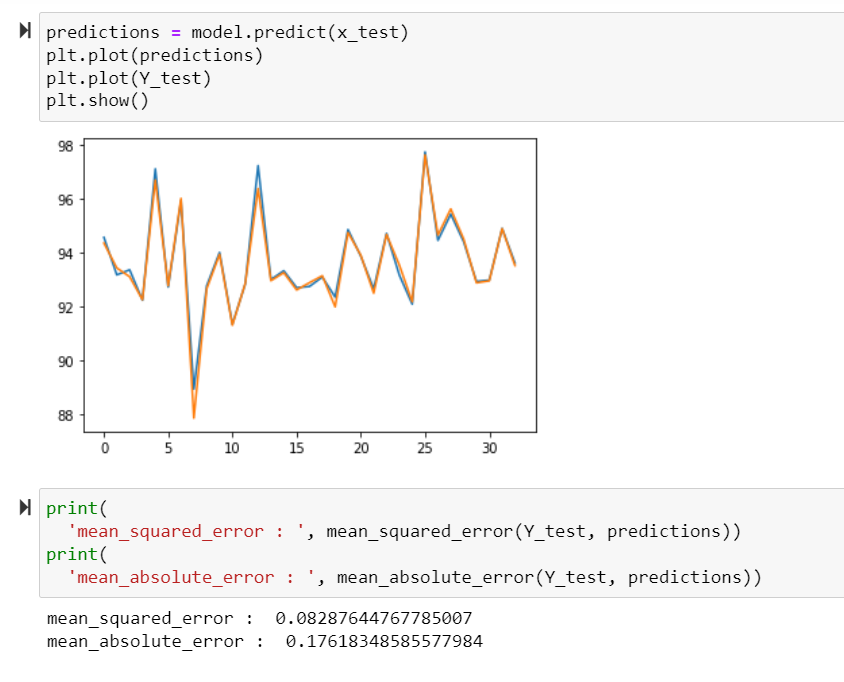 predictions = model.predict(x_test)
plt.plot(predictions)
plt.plot(Y_test)
plt.show()
98
96
94
92
90
88
0 5 10 15 20 25 30
print(
'mean_squared_error : ', mean_squared_error(Y_test, predictions))
print(
'mean_absolute_error : ', mean_absolute_error(Y_test, predictions))
mean_squared_error :  0.08287644767785007
mean_absolute_error :  0.17618348585577984